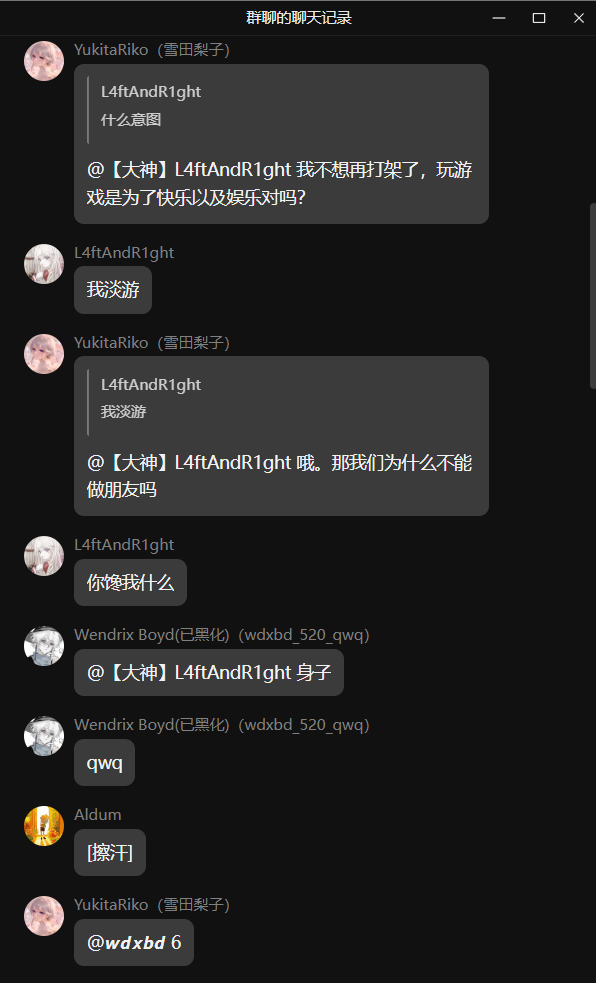 群聊的聊天记录
YukitaRiko（雪田梨子）
L4ftAndR1ght
什么意图
@【大神】L4ftAndR1ght 我不想再打架了，玩游
戏是为了快乐以及娱乐对吗?
L4ftAndR1ght
我淡游
YukitaRiko（雪田梨子）
L4ftAndR1ght
我淡游
@【大神】L4ftAndR1ght 哦。那我们为什么不能
做朋友吗
L4ftAndR1ght
你馋我什么
Wendrix Boyd(已黑化)（wdxbd_520_qwq）
@【大神】L4ftAndR1ght 身子
Wendrix Boyd(已黑化)（wdxbd_520_qwq）
qwq
Aldum
[擦汗]
YukitaRiko（雪田梨子）
@𝙬𝙙𝙭𝙗𝙙 6